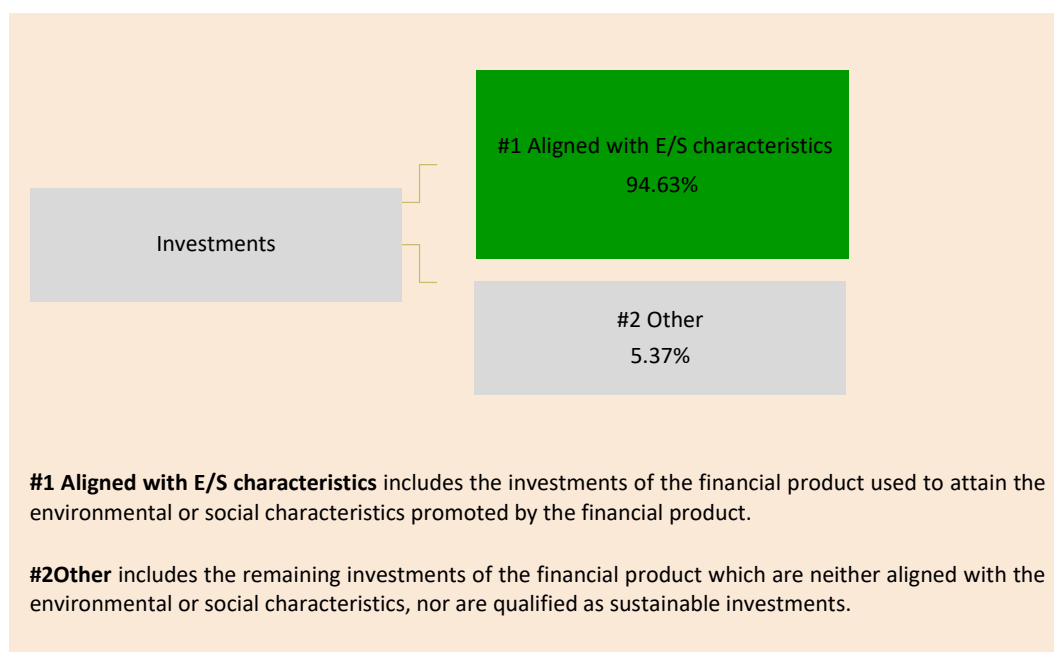 #1 Aligned with E/S characteristics
94.63%
Investments
#2 Other
5.37%
#1 Aligned with E/S characteristics includes the investments of the financial product used to attain the
environmental or social characteristics promoted by the financial product.
#2Other includes the remaining investments of the financial product which are neither aligned with the
environmental or social characteristics, nor are qualified as sustainable investments.